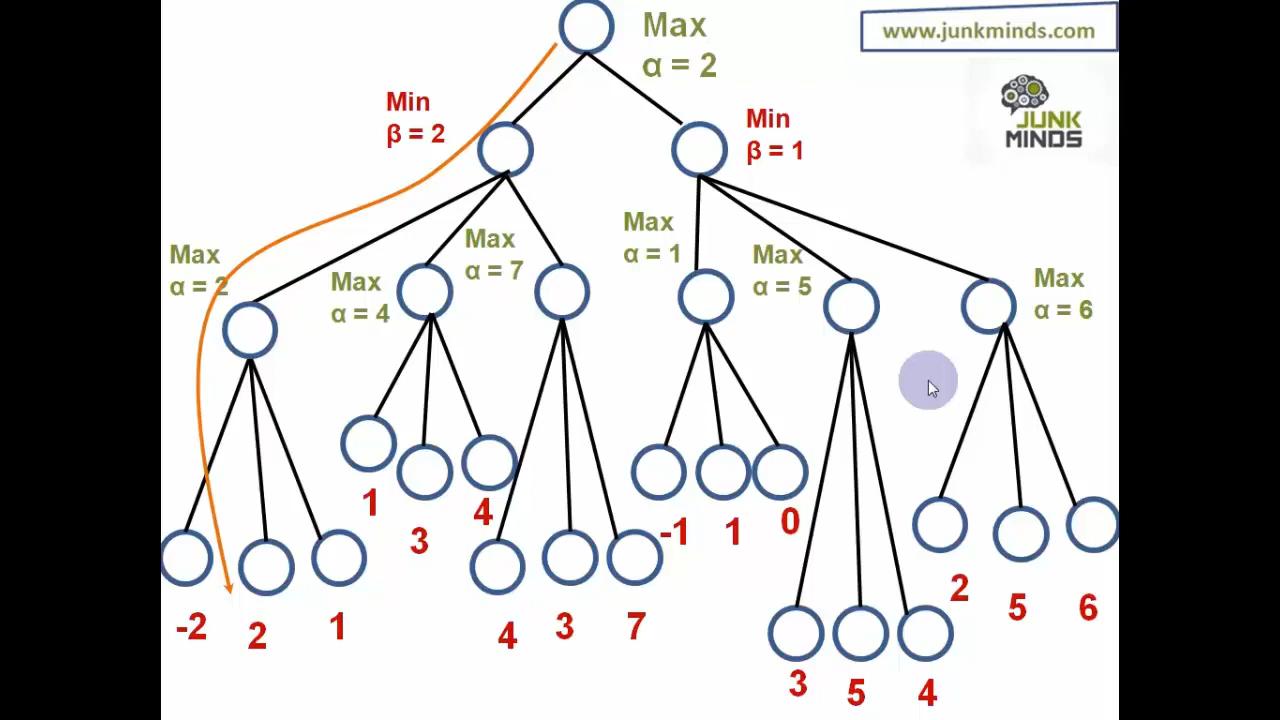 Max
α = 2
www.junkminds.com
JUNK
MINDS
Min
β = 2
Min
β = 1
Max
α = 2
Max
α = 4
Max
α = 7
Max
α = 1
Max
α = 5
Max
α = 6
1
3
4
-1
1
0
-2
2
1
4
3
7
2
5
6
3
5
4